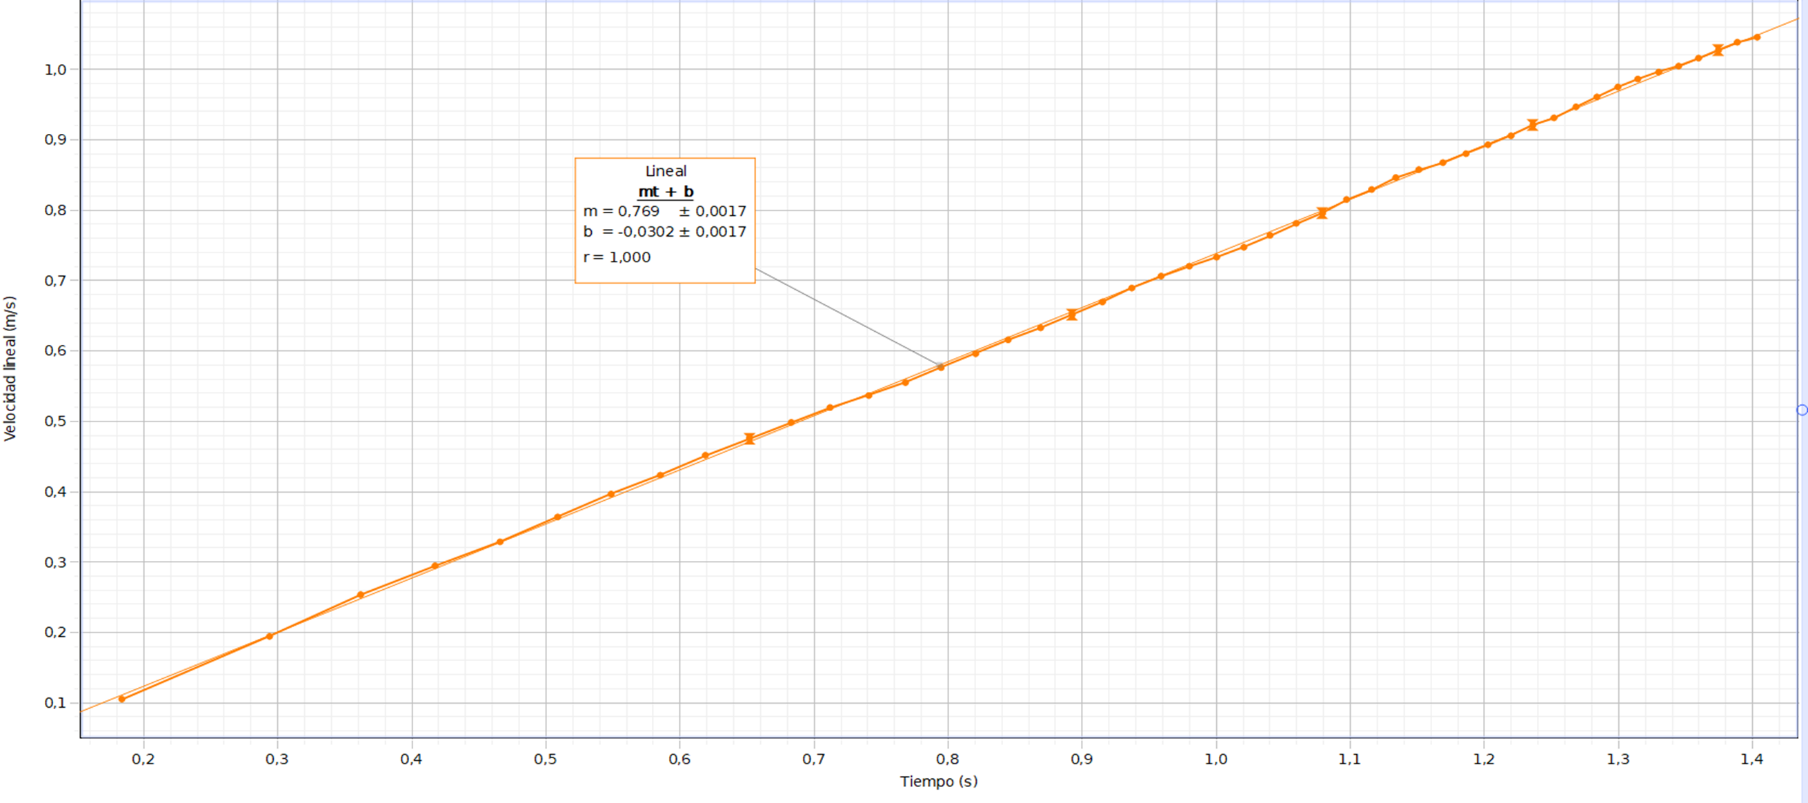 Velocidad lineal (m/s)
1,0
0,9
0,8
0,7
0,6
0,5
0,4
0,3
0,2
0,1
Lineal
mt + b
m = 0,769 ± 0,0017
b = -0,0302 ± 0,0017
r = 1,000
0,2 0,3 0,4 0,5 0,6 0,7 0,8 0,9 1,0 1,1 1,2 1,3 1,4
Tiempo (s)